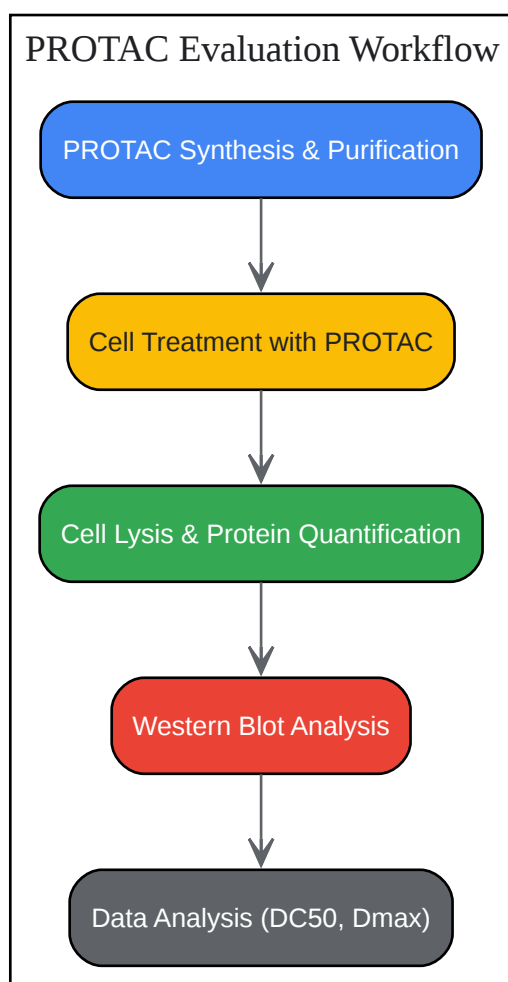 PROTAC Evaluation Workflow
PROTAC Synthesis & Purification
Cell Treatment with PROTAC
Cell Lysis & Protein Quantification
Western Blot Analysis
Data Analysis (DC50, Dmax)